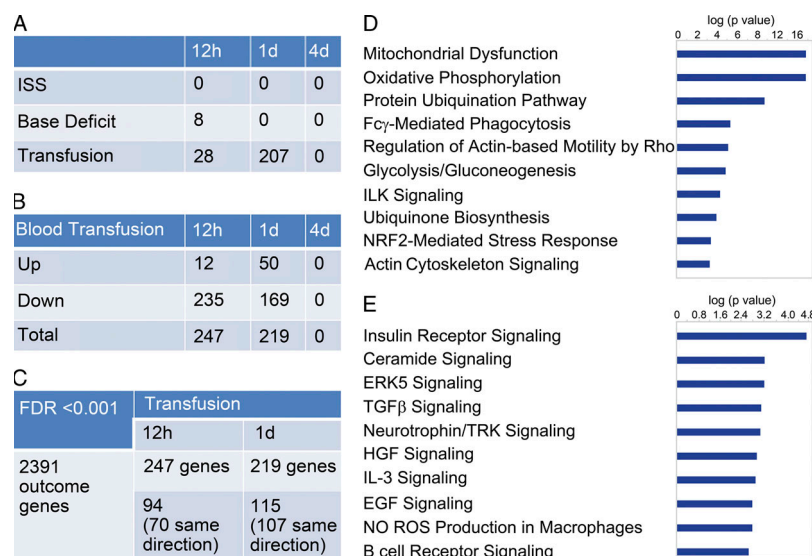 A
12h 1d 4d
ISS 0 0 0
Base Deficit 8 0 0
Transfusion 28 207 0
B
Blood Transfusion 12h 1d 4d
Up 12 50 0
Down 235 169 0
Total 247 219 0
C
FDR <0.001 Transfusion
12h 1d
2391 outcome genes 247 genes 219 genes
94 (70 same direction) 115 (107 same direction)
D
log (p value)
0 2 4 6 8 10 12 14 16
Mitochondrial Dysfunction
Oxidative Phosphorylation
Protein Ubiquination Pathway
Fcγ-Mediated Phagocytosis
Regulation of Actin-based Motility by Rho
Glycolysis/Gluconeogenesis
ILK Signaling
Ubiquinone Biosynthesis
NRF2-Mediated Stress Response
Actin Cytoskeleton Signaling
E
log (p value)
0 0.8 1.6 2.4 3.2 4.0 4.8
Insulin Receptor Signaling
Ceramide Signaling
ERK5 Signaling
TGFβ Signaling
Neurotrophin/TRK Signaling
HGF Signaling
IL-3 Signaling
EGF Signaling
NO ROS Production in Macrophages
B cell Receptor Signaling